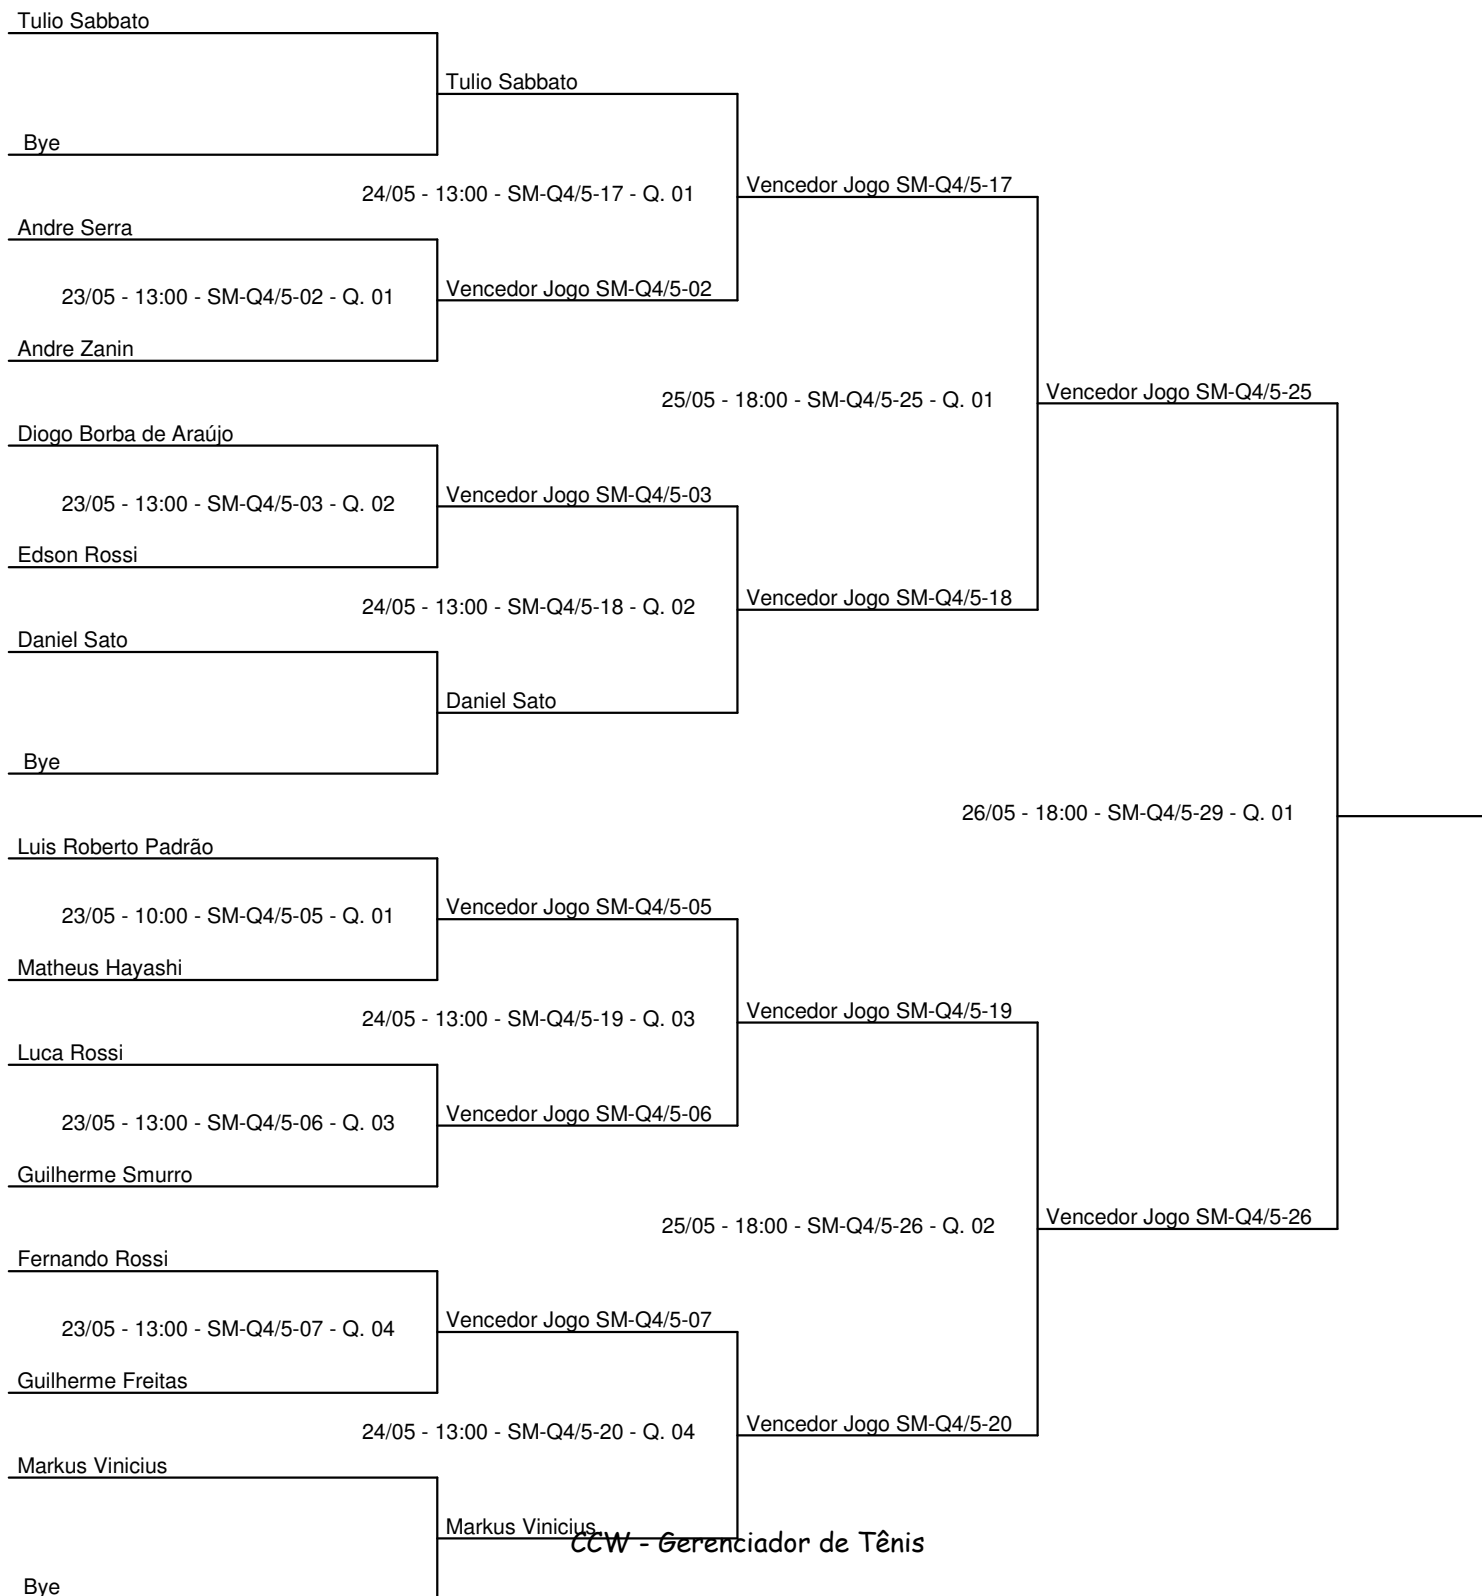 Tulio Sabbato
Tulio Sabbato
Bye
Vencedor Jogo SM-Q4/5-17
24/05 - 13:00 - SM-Q4/5-17 - Q. 01
Andre Serra
Vencedor Jogo SM-Q4/5-02
23/05 - 13:00 - SM-Q4/5-02 - Q. 01
Andre Zanin
Vencedor Jogo SM-Q4/5-25
25/05 - 18:00 - SM-Q4/5-25 - Q. 01
Diogo Borba de Araújo
Vencedor Jogo SM-Q4/5-03
23/05 - 13:00 - SM-Q4/5-03 - Q. 02
Edson Rossi
Vencedor Jogo SM-Q4/5-18
24/05 - 13:00 - SM-Q4/5-18 - Q. 02
Daniel Sato
Daniel Sato
Bye
26/05 - 18:00 - SM-Q4/5-29 - Q. 01
Luis Roberto Padrão
Vencedor Jogo SM-Q4/5-05
23/05 - 10:00 - SM-Q4/5-05 - Q. 01
Matheus Hayashi
Vencedor Jogo SM-Q4/5-19
24/05 - 13:00 - SM-Q4/5-19 - Q. 03
Luca Rossi
Vencedor Jogo SM-Q4/5-06
23/05 - 13:00 - SM-Q4/5-06 - Q. 03
Guilherme Smurro
Vencedor Jogo SM-Q4/5-26
25/05 - 18:00 - SM-Q4/5-26 - Q. 02
Fernando Rossi
Vencedor Jogo SM-Q4/5-07
23/05 - 13:00 - SM-Q4/5-07 - Q. 04
Guilherme Freitas
Vencedor Jogo SM-Q4/5-20
24/05 - 13:00 - SM-Q4/5-20 - Q. 04
Markus Vinicius
Markus Vinicius
CCW - Gerenciador de Tênis
Bye